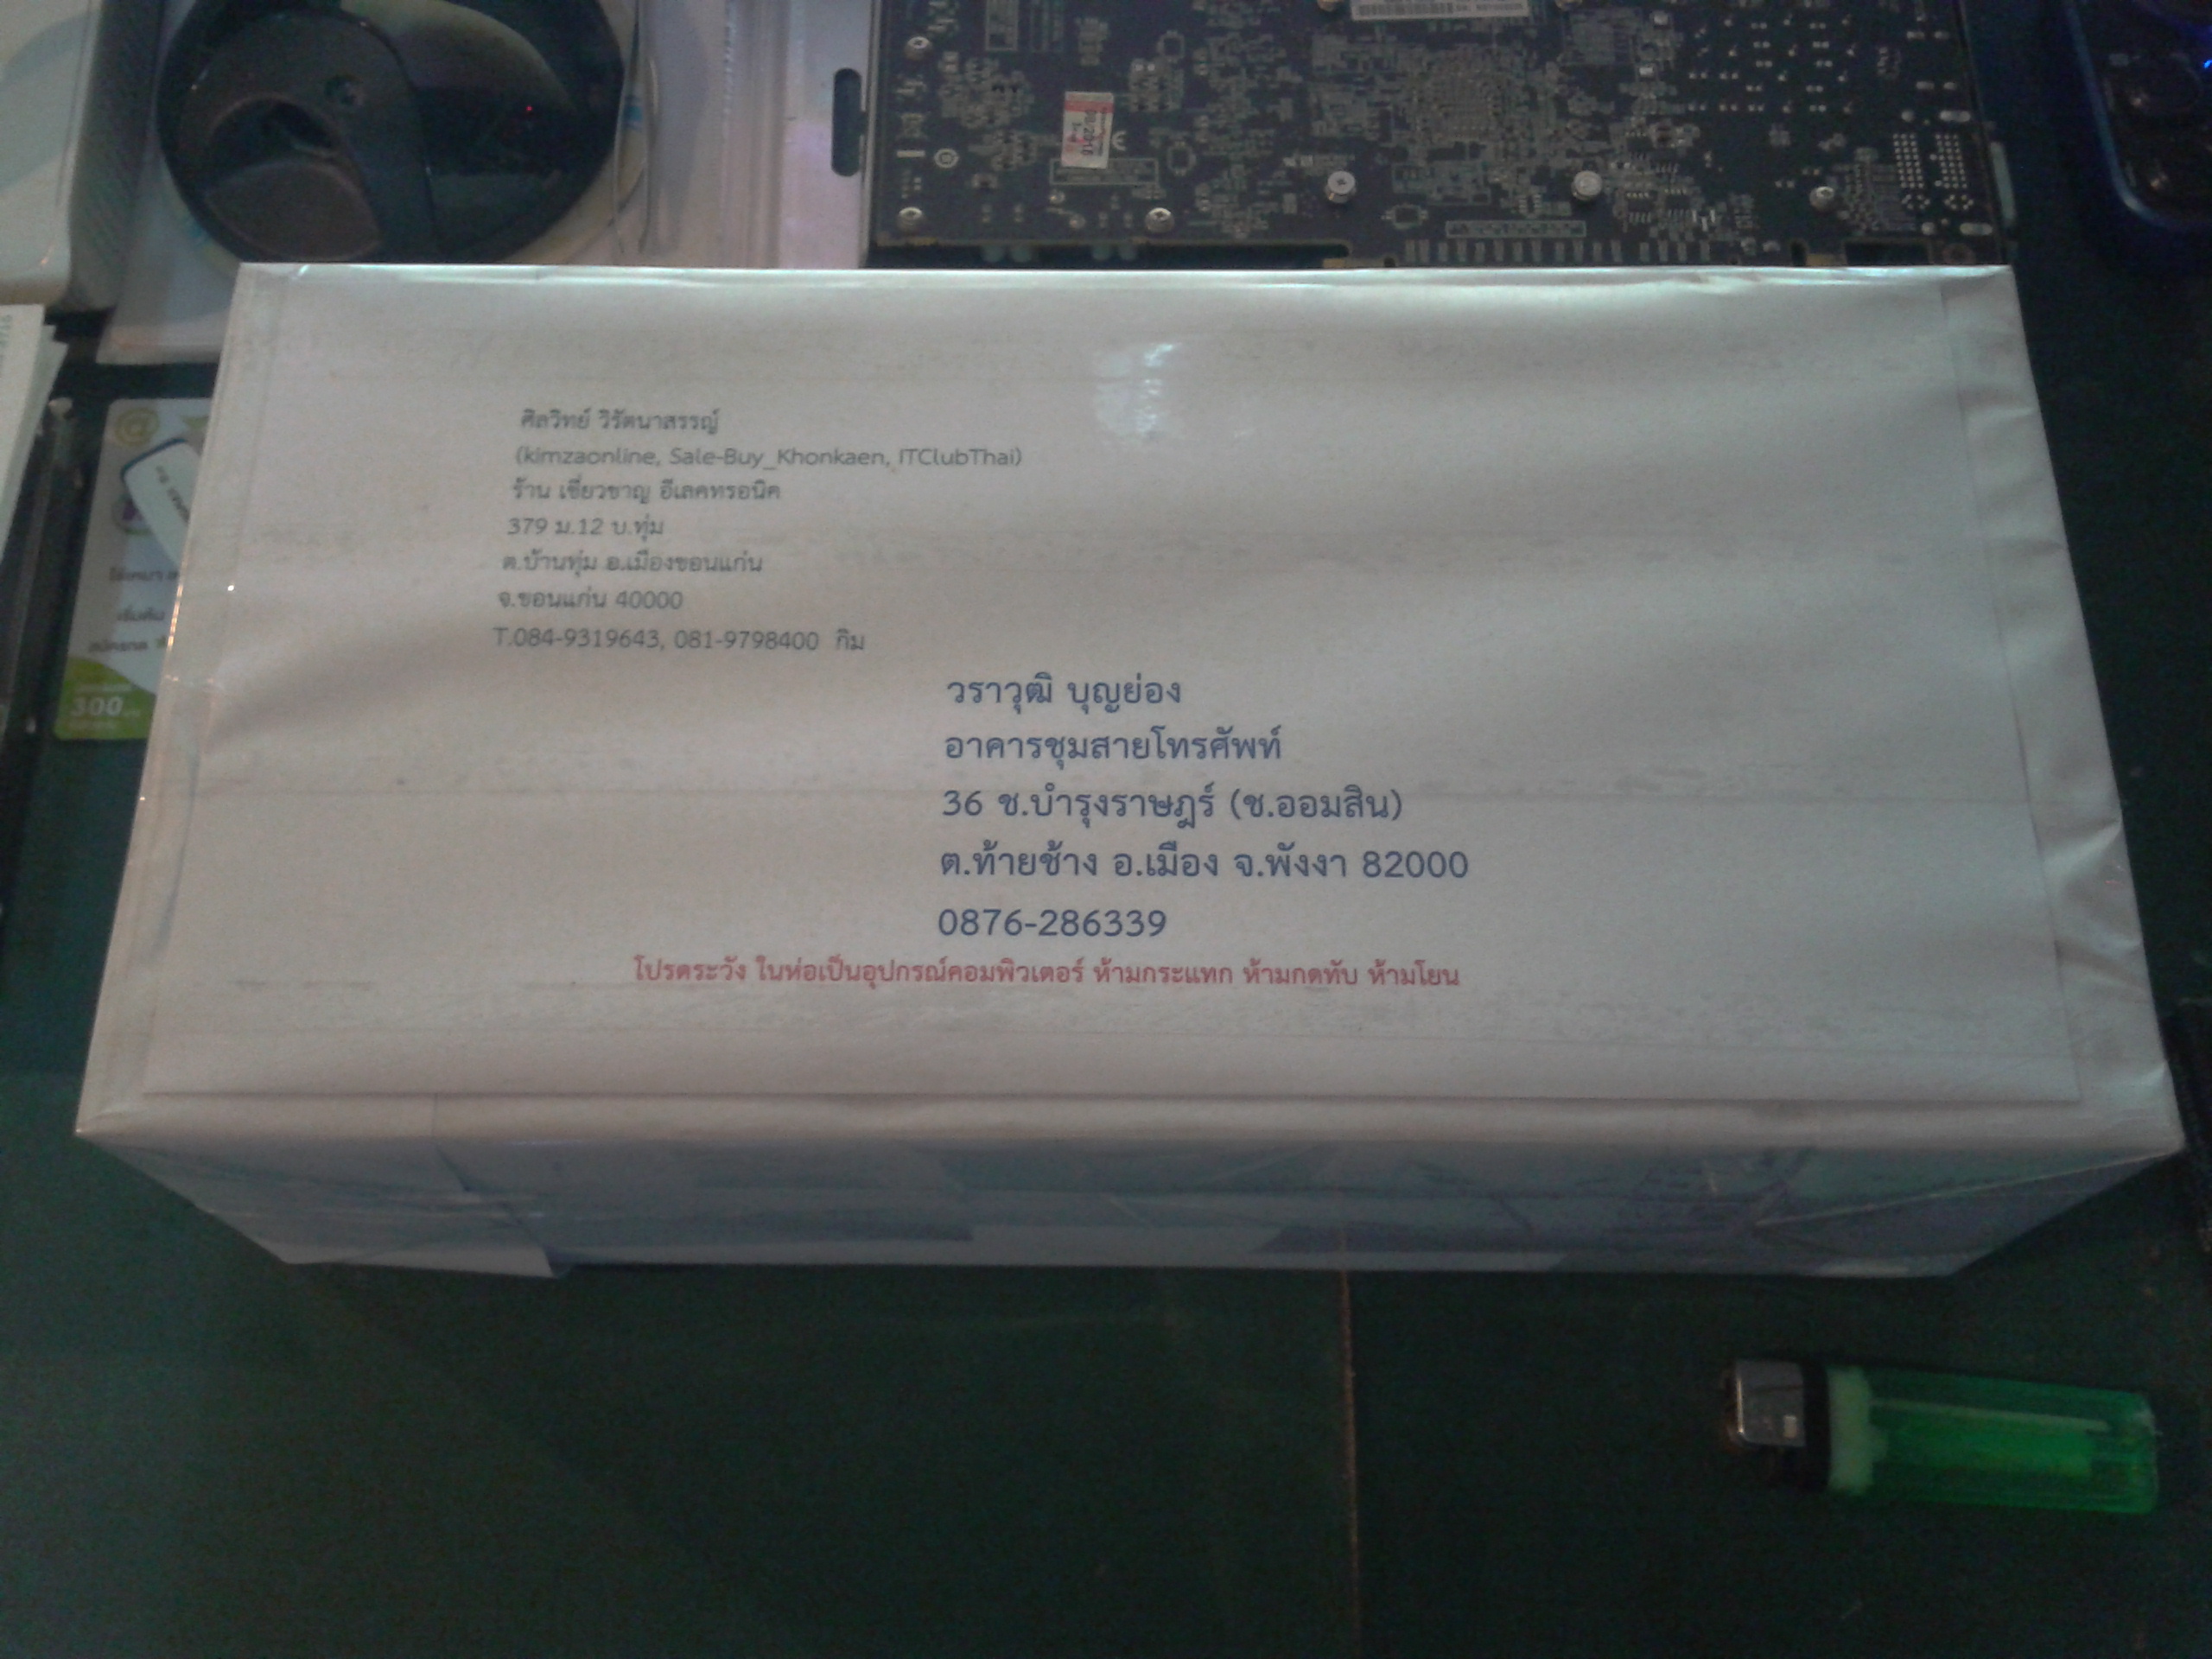 ศิลวิทย์ วิรัตนาสรรญ์
(kimzaonline, Sale-Buy_Khonkaen, ITClubThai)
ร้าน เชี่ยวชาญ อีเลคทรอนิค
379 ม.12 บ.ทุ่ม
ต.บ้านทุ่ม อ.เมืองขอนแก่น
จ.ขอนแก่น 40000
T.084-9319643, 081-9798400 กิม
วราวุฒิ บุญย่อง
อาคารชุมสายโทรศัพท์
36 ซ.บำรุงราษฎร์ (ซ.ออมสิน)
ต.ท้ายช้าง อ.เมือง จ.พังงา 82000
0876-286339
โปรดระวัง ในห่อเป็นอุปกรณ์คอมพิวเตอร์ ห้ามกระแทก ห้ามกดทับ ห้ามโยน
300